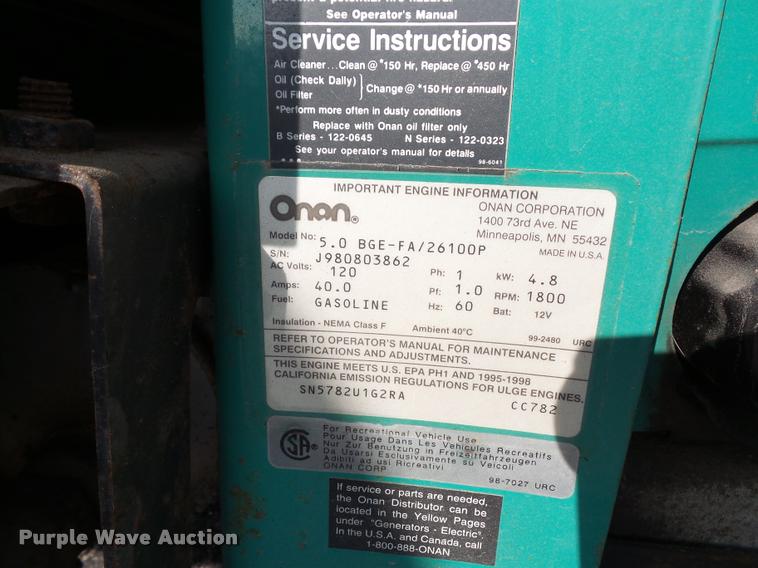 present a potential fire hazard.
See Operator's Manual
Service Instructions
Air Cleaner...Clean @ *150 Hr, Replace @ *450 Hr
Oil (Check Daily)
Oil Filter
Change @ *150 Hr or annually
*Perform more often in dusty conditions
Replace with Onan oil filter only
B Series - 122-0645 N Series - 122-0323
See your operator's manual for details
98-6041
IMPORTANT ENGINE INFORMATION
Onan®
ONAN CORPORATION
1400 73rd Ave. NE
Minneapolis, MN 55432
MADE IN U.S.A.
Model No: 5.0 BGE-FA/26100P
S/N: J980803862
AC Volts: 120 Ph: 1 kW: 4.8
Amps: 40.0 Pf: 1.0 RPM: 1800
Fuel: GASOLINE Hz: 60 Bat: 12V
Insulation - NEMA Class F Ambient 40°C
99-2480 URC
REFER TO OPERATOR'S MANUAL FOR MAINTENANCE
SPECIFICATIONS AND ADJUSTMENTS.
THIS ENGINE MEETS U.S. EPA PH1 AND 1995-1998
CALIFORNIA EMISSION REGULATIONS FOR ULGE ENGINES.
SN5782U1G2RA CC782
SA ®
For Recreational Vehicle Use
Pour Usage Dans Les Vehicules Recreatifs
Nur Zur Benutzung in Freizeitfahrzeugen
Da Usarsi Esclusivamente su Veicoli
Adibiti ad usi Ricreativi
ONAN CORP
98-7027 URC
If service or parts are needed,
the Onan Distributor can be
located in the Yellow Pages
under "Generators - Electric".
In the U.S.A. and Canada, call
1-800-888-ONAN
Purple Wave Auction